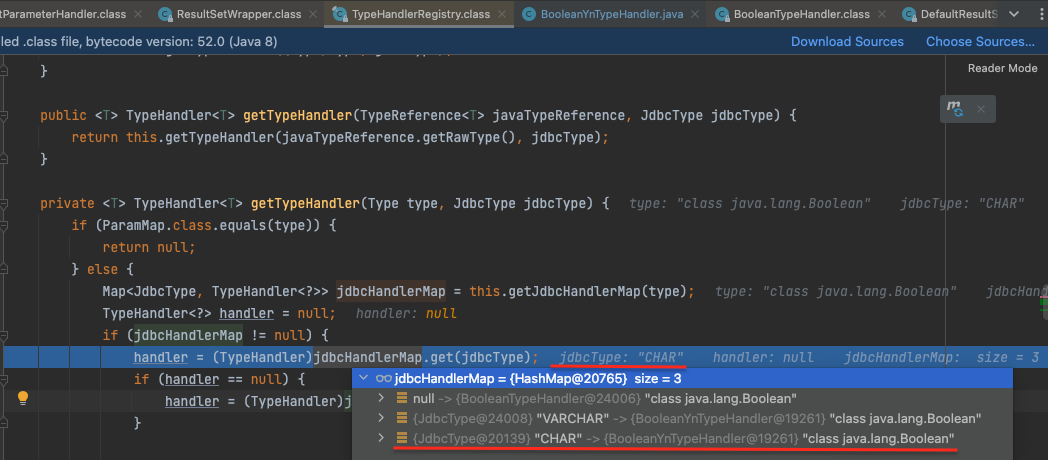 tParameterHandler.class ResultSetWrapper.class TypeHandlerRegistry.class BooleanYnTypeHandler.java BooleanTypeHandler.class DefaultResultS
led .class file, bytecode version: 52.0 (Java 8) Download Sources Choose Sources...
Reader Mode
}
public <T> TypeHandler<T> getTypeHandler(TypeReference<T> javaTypeReference, JdbcType jdbcType) {
return this.getTypeHandler(javaTypeReference.getRawType(), jdbcType);
}
private <T> TypeHandler<T> getTypeHandler(Type type, JdbcType jdbcType) { type: "class java.lang.Boolean" jdbcType: "CHAR"
if (ParamMap.class.equals(type)) {
return null;
} else {
Map<JdbcType, TypeHandler<?>> jdbcHandlerMap = this.getJdbcHandlerMap(type); type: "class java.lang.Boolean" jdbcHand
TypeHandler<?> handler = null; handler: null
if (jdbcHandlerMap != null) {
handler = (TypeHandler)jdbcHandlerMap.get(jdbcType); jdbcType: "CHAR" handler: null jdbcHandlerMap: size = 3
if (handler == null) {
handler = (TypeHandler)j
}
jdbcHandlerMap = {HashMap@20765} size = 3
null -> {BooleanTypeHandler@24006} "class java.lang.Boolean"
{JdbcType@24008} "VARCHAR" -> {BooleanYnTypeHandler@19261} "class java.lang.Boolean"
{JdbcType@20139} "CHAR" -> {BooleanYnTypeHandler@19261} "class java.lang.Boolean"